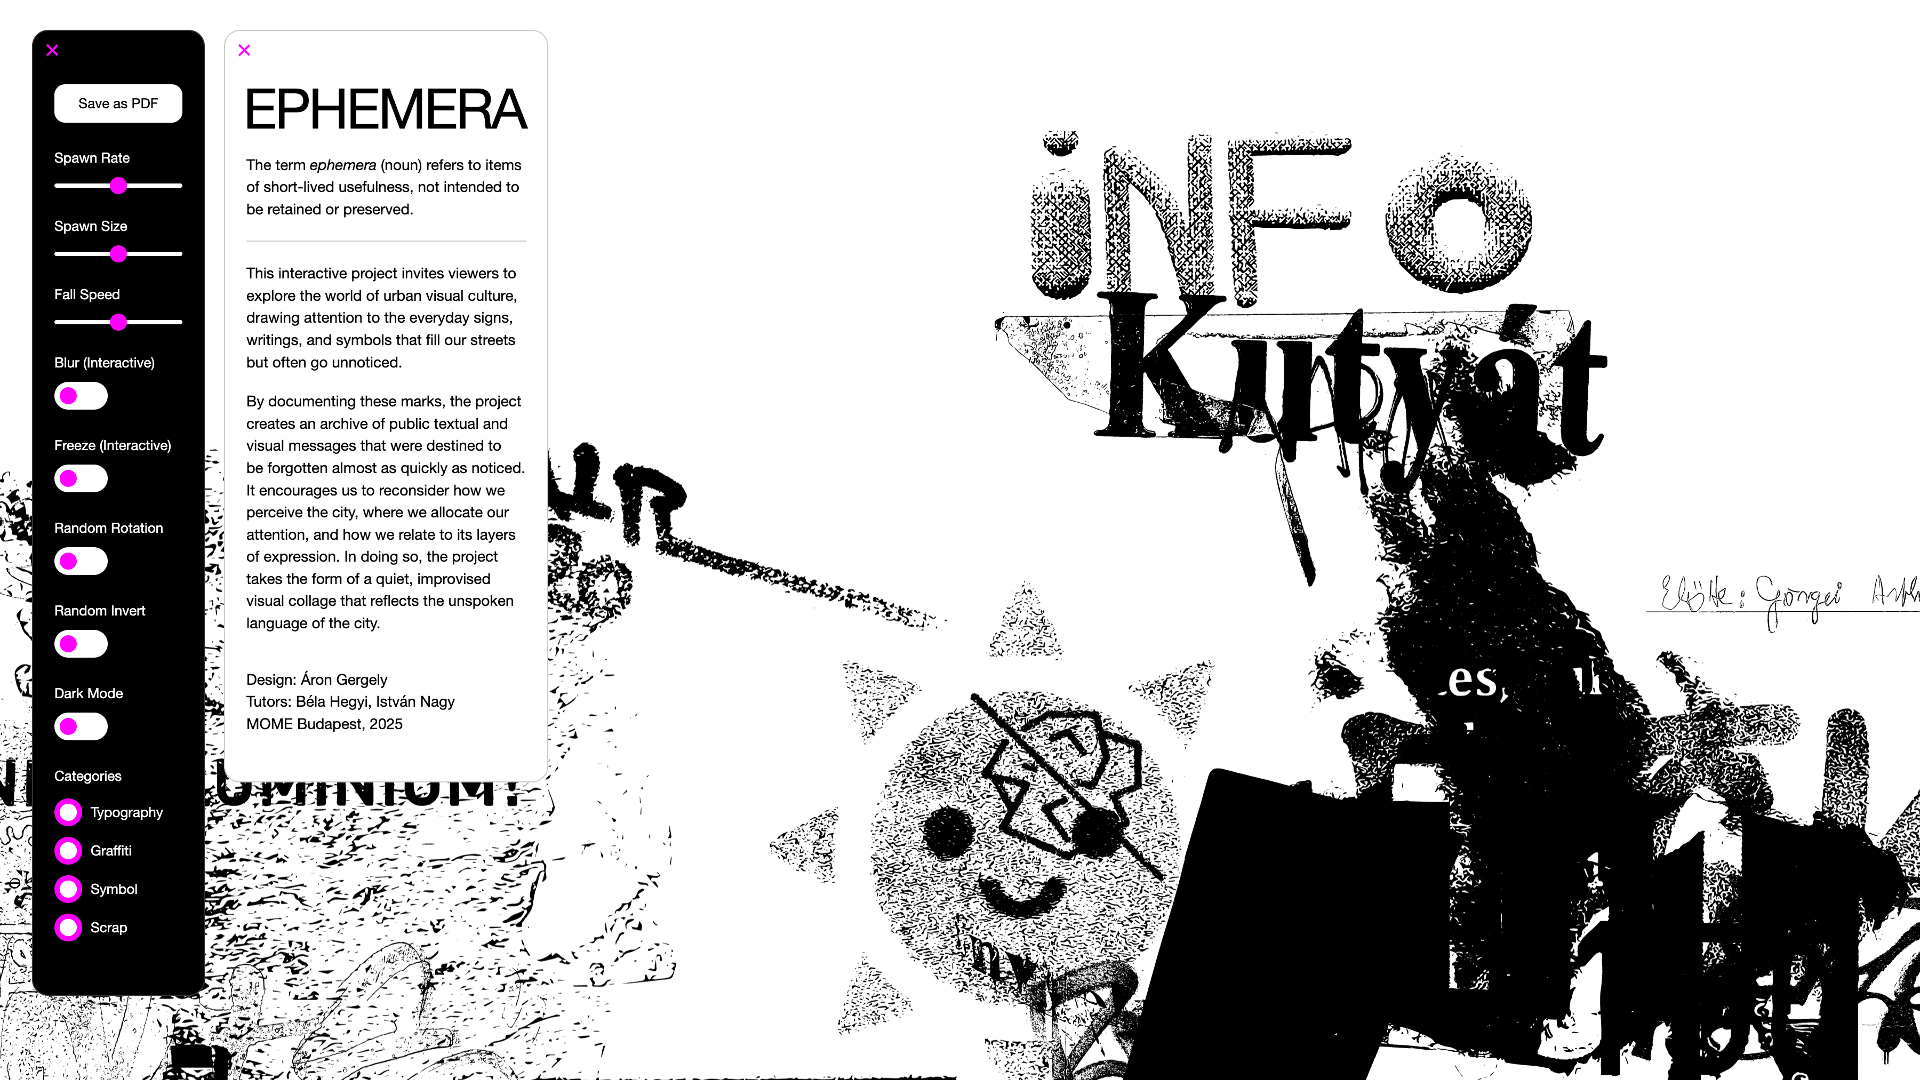 Save as PDF
Spawn Rate
Spawn Size
Fall Speed
Blur (Interactive)
Freeze (Interactive)
Random Rotation
Random Invert
Dark Mode
Categories
Typography
Graffiti
Symbol
Scrap
EPHEMERA
The term ephemera (noun) refers to items
of short-lived usefulness, not intended to
be retained or preserved.
This interactive project invites viewers to
explore the world of urban visual culture,
drawing attention to the everyday signs,
writings, and symbols that fill our streets
but often go unnoticed.
By documenting these marks, the project
creates an archive of public textual and
visual messages that were destined to
be forgotten almost as quickly as noticed.
It encourages us to reconsider how we
perceive the city, where we allocate our
attention, and how we relate to its layers
of expression. In doing so, the project
takes the form of a quiet, improvised
visual collage that reflects the unspoken
language of the city.
Design: Áron Gergely
Tutors: Béla Hegyi, István Nagy
MOME Budapest, 2025
iNFO
Kutyát